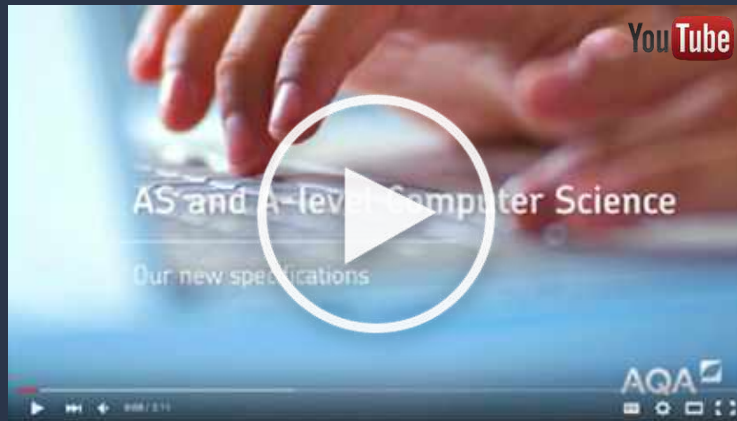 YouTube
AS and A-level Computer Science
Our new specifications
AQA